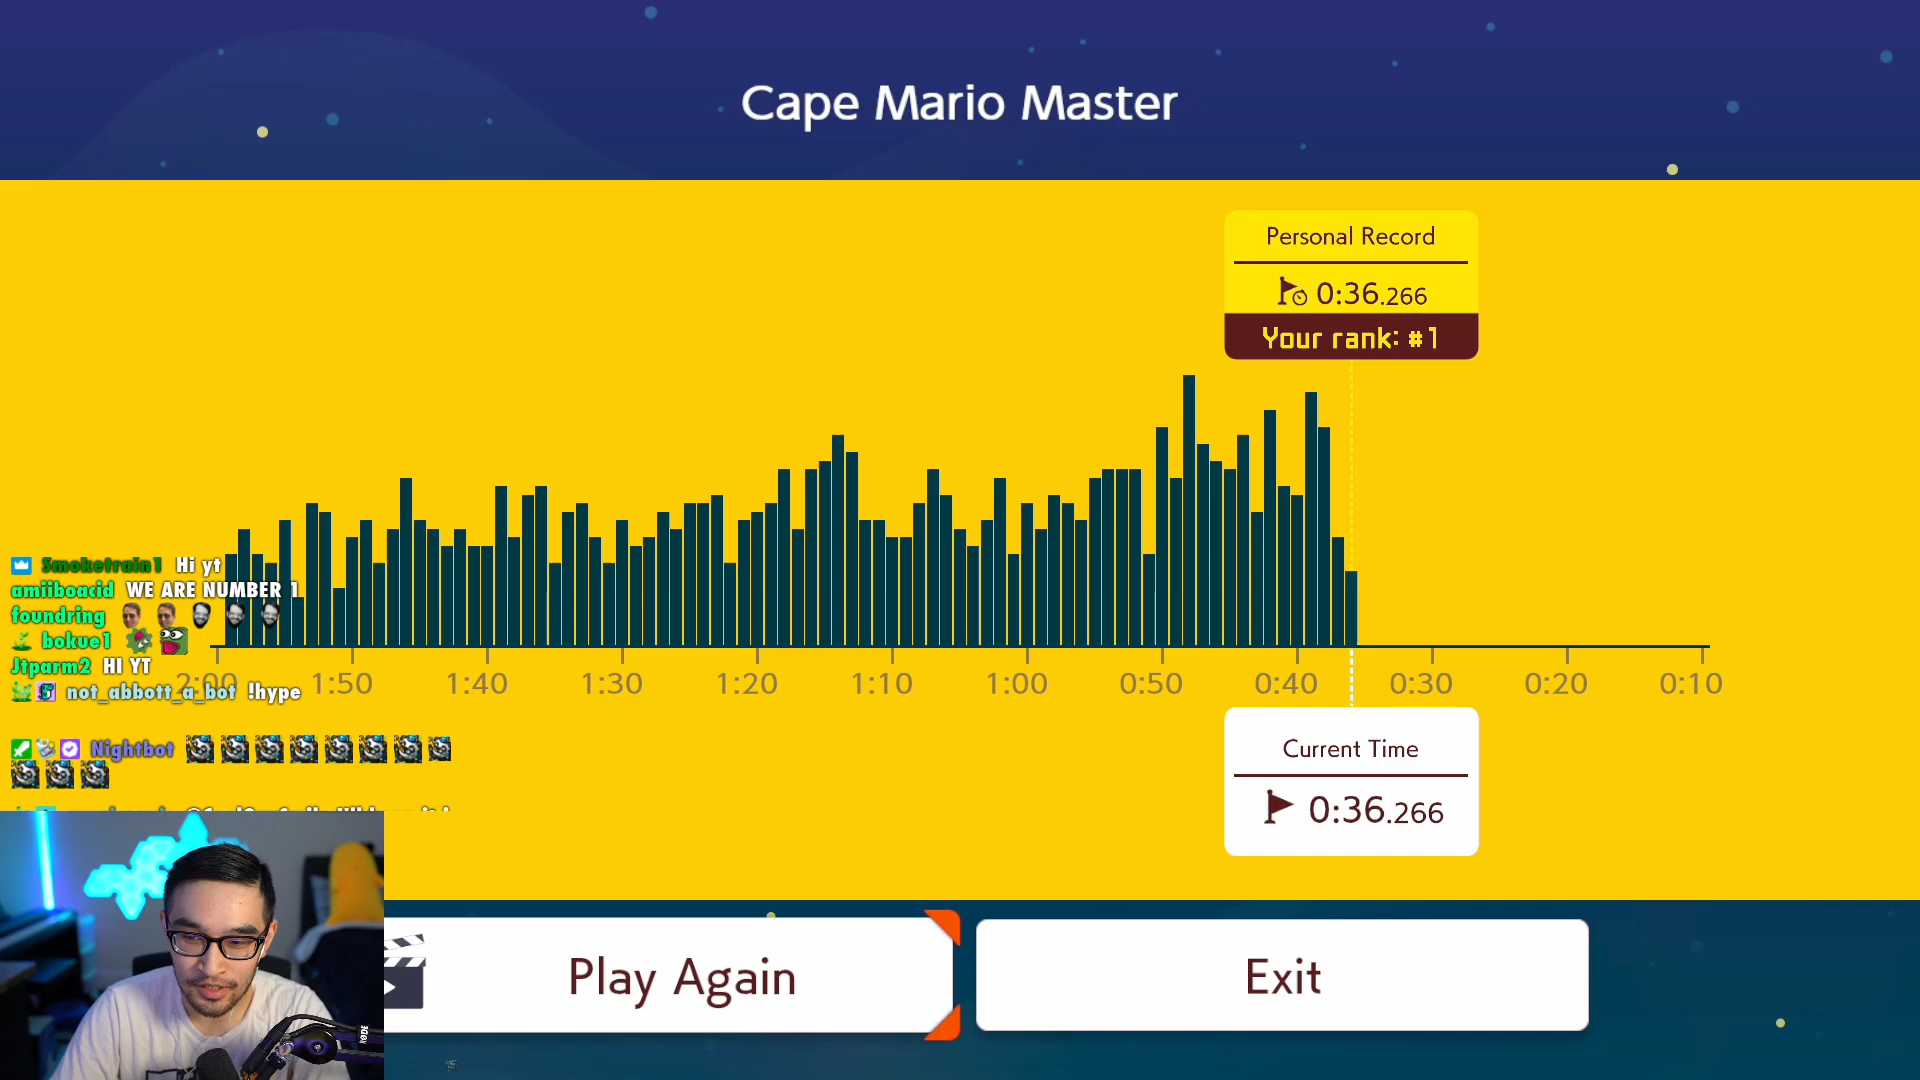 Cape Mario Master
Personal Record
0:36.266
Your rank: #1
Smoketrain1 Hi yt
amiiboacid WE ARE NUMBER 1
foundring
bokue1
Jtparm2 HI YT
not_abbott_a_bot !hype
Nightbot
2:00 1:50 1:40 1:30 1:20 1:10 1:00 0:50 0:40 0:30 0:20 0:10
Current Time
0:36.266
Play Again
Exit